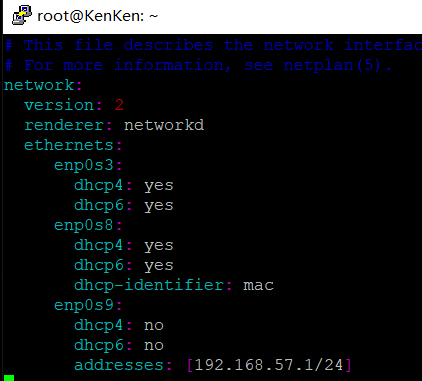 root@KenKen: ~
# This file describes the network interfac
# For more information, see netplan(5).
network:
  version: 2
  renderer: networkd
  ethernets:
     enp0s3:
       dhcp4: yes
       dhcp6: yes
     enp0s8:
       dhcp4: yes
       dhcp6: yes
       dhcp-identifier: mac
     enp0s9:
       dhcp4: no
       dhcp6: no
       addresses: [192.168.57.1/24]